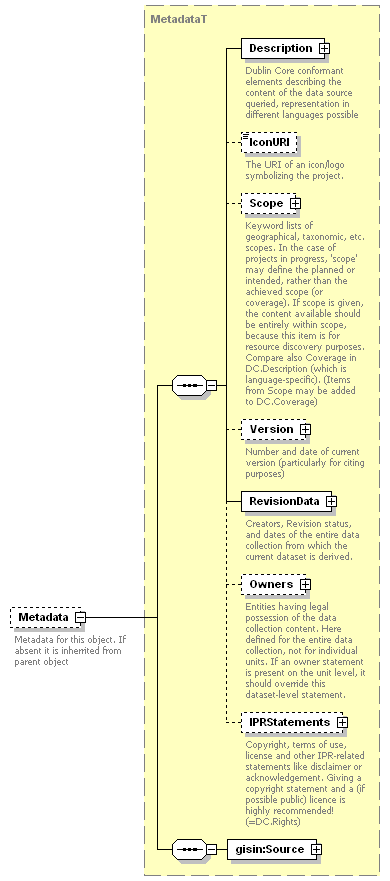 MetadataT
Description
Dublin Core conformant
elements describing the
content of the data source
queried, representation in
different languages possible
IconURI
The URI of an icon/logo
symbolizing the project.
Scope
Keyword lists of
geographical, taxonomic, etc.
scopes. In the case of
projects in progress, 'scope'
may define the planned or
intended, rather than the
achieved scope (or
coverage). If scope is given,
the content available should
be entirely within scope,
because this item is for
resource discovery purposes.
Compare also Coverage in
DC.Description (which is
language-specific). (Items
from Scope may be added
to DC.Coverage)
Version
Number and date of current
version (particularly for citing
purposes)
RevisionData
Creators, Revision status,
and dates of the entire data
collection from which the
current dataset is derived.
Owners
Entities having legal
possession of the data
collection content. Here
defined for the entire data
collection, not for individual
units. If an owner statement
is present on the unit level, it
should override this
dataset-level statement.
Metadata
Metadata for this object. If
absent it is inherited from
parent object
IPRStatements
Copyright, terms of use,
license and other IPR-related
statements like disclaimer or
acknowledgement. Giving a
copyright statement and a (if
possible public) licence is
highly recommended!
(=DC.Rights)
gisin:Source